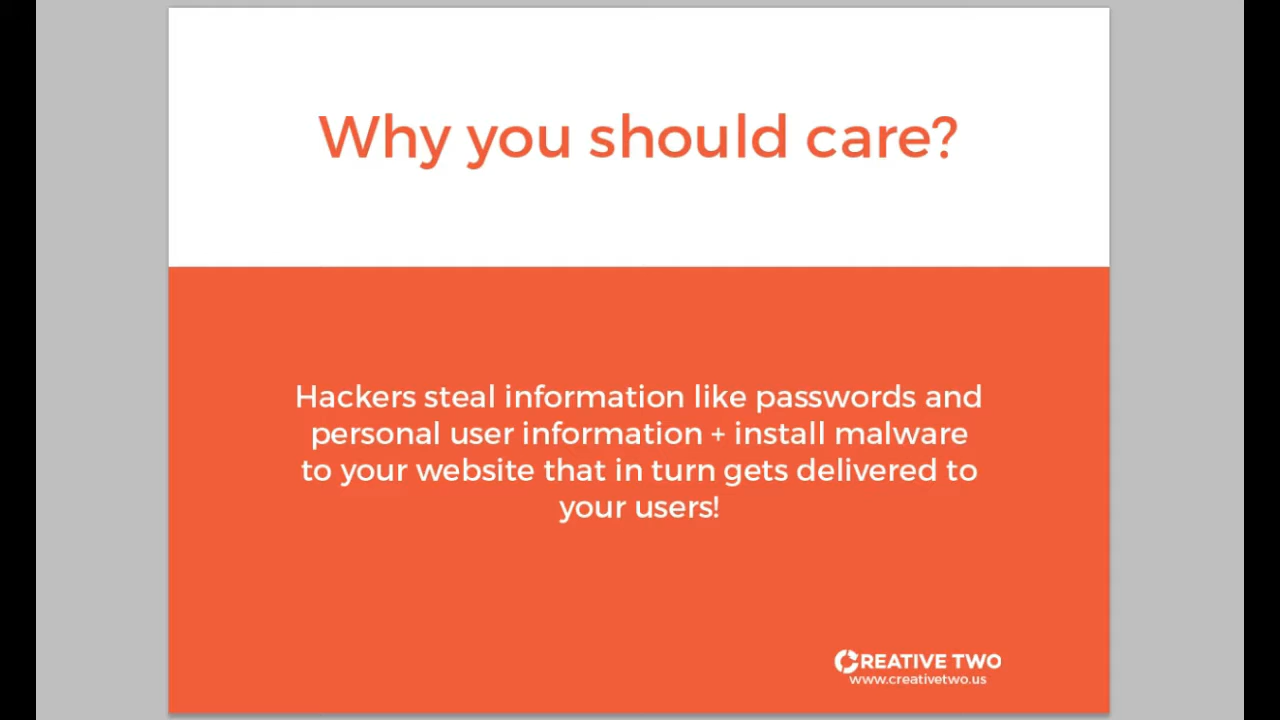 Why you should care?
Hackers steal information like passwords and
personal user information + install malware
to your website that in turn gets delivered to
your users!
CREATIVE TWO
www.creativetwo.us